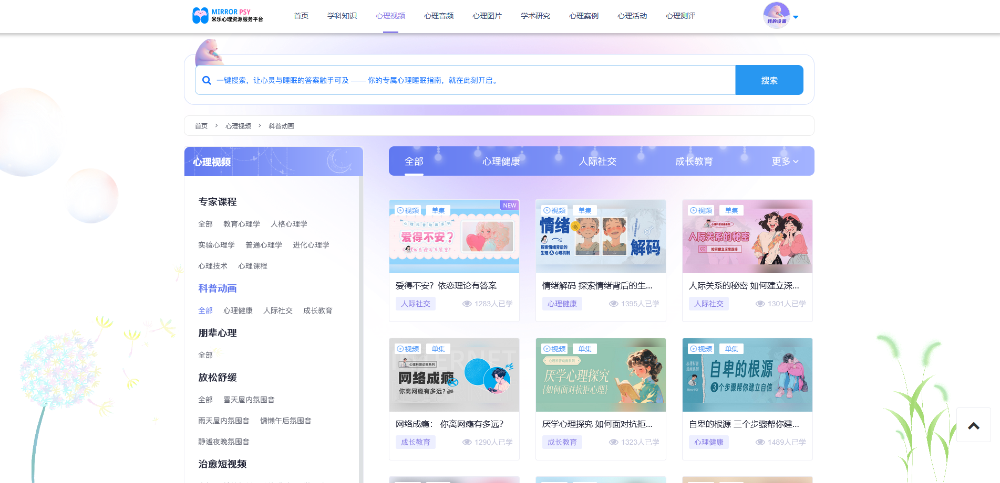 MIRROR PSY
米乐心理资源服务平台
首页 学科知识 心理视频 心理音频 心理图片 学术研究 心理案例 心理活动 心理测评
我的设置
一键搜索，让心灵与睡眠的答案触手可及 —— 你的专属心理睡眠指南，就在此刻开启。
搜索
首页 > 心理视频 > 科普动画
心理视频
专家课程
全部 教育心理学 人格心理学
实验心理学 普通心理学 进化心理学
心理技术 心理课程
科普动画
全部 心理健康 人际社交 成长教育
朋辈心理
全部
放松舒缓
全部 雪天屋内氛围音
雨天屋内氛围音 慵懒午后氛围音
静谧夜晚氛围音
治愈短视频
全部 心理健康 人际社交 成长教育 更多
视频 单集 NEW
心理科普动画系列
爱得不安？
依恋理论有答案
爱得不安？依恋理论有答案
人际社交 1283人已学
视频 单集
情绪
探索情绪背后的
生理&心理机制
心理科普动画系列
解码
情绪解码 探索情绪背后的生...
心理健康 1395人已学
视频 单集
心理科普动画系列
人际关系的秘密
如何建立深度连接
人际关系的秘密 如何建立深...
人际社交 1301人已学
视频 单集
INTERNET
心理科普动画系列
网络成瘾
你离网瘾有多远？
网络成瘾： 你离网瘾有多远？
成长教育 1290人已学
视频 单集
心理科普动画系列
厌学心理探究
{如何面对抗拒心理}
厌学心理探究 如何面对抗拒...
成长教育 1323人已学
视频 单集
心理科普
动画系列
Mirror PSY
自卑的根源
3个步骤帮你建立自信
自卑的根源 三个步骤帮你建...
心理健康 1489人已学